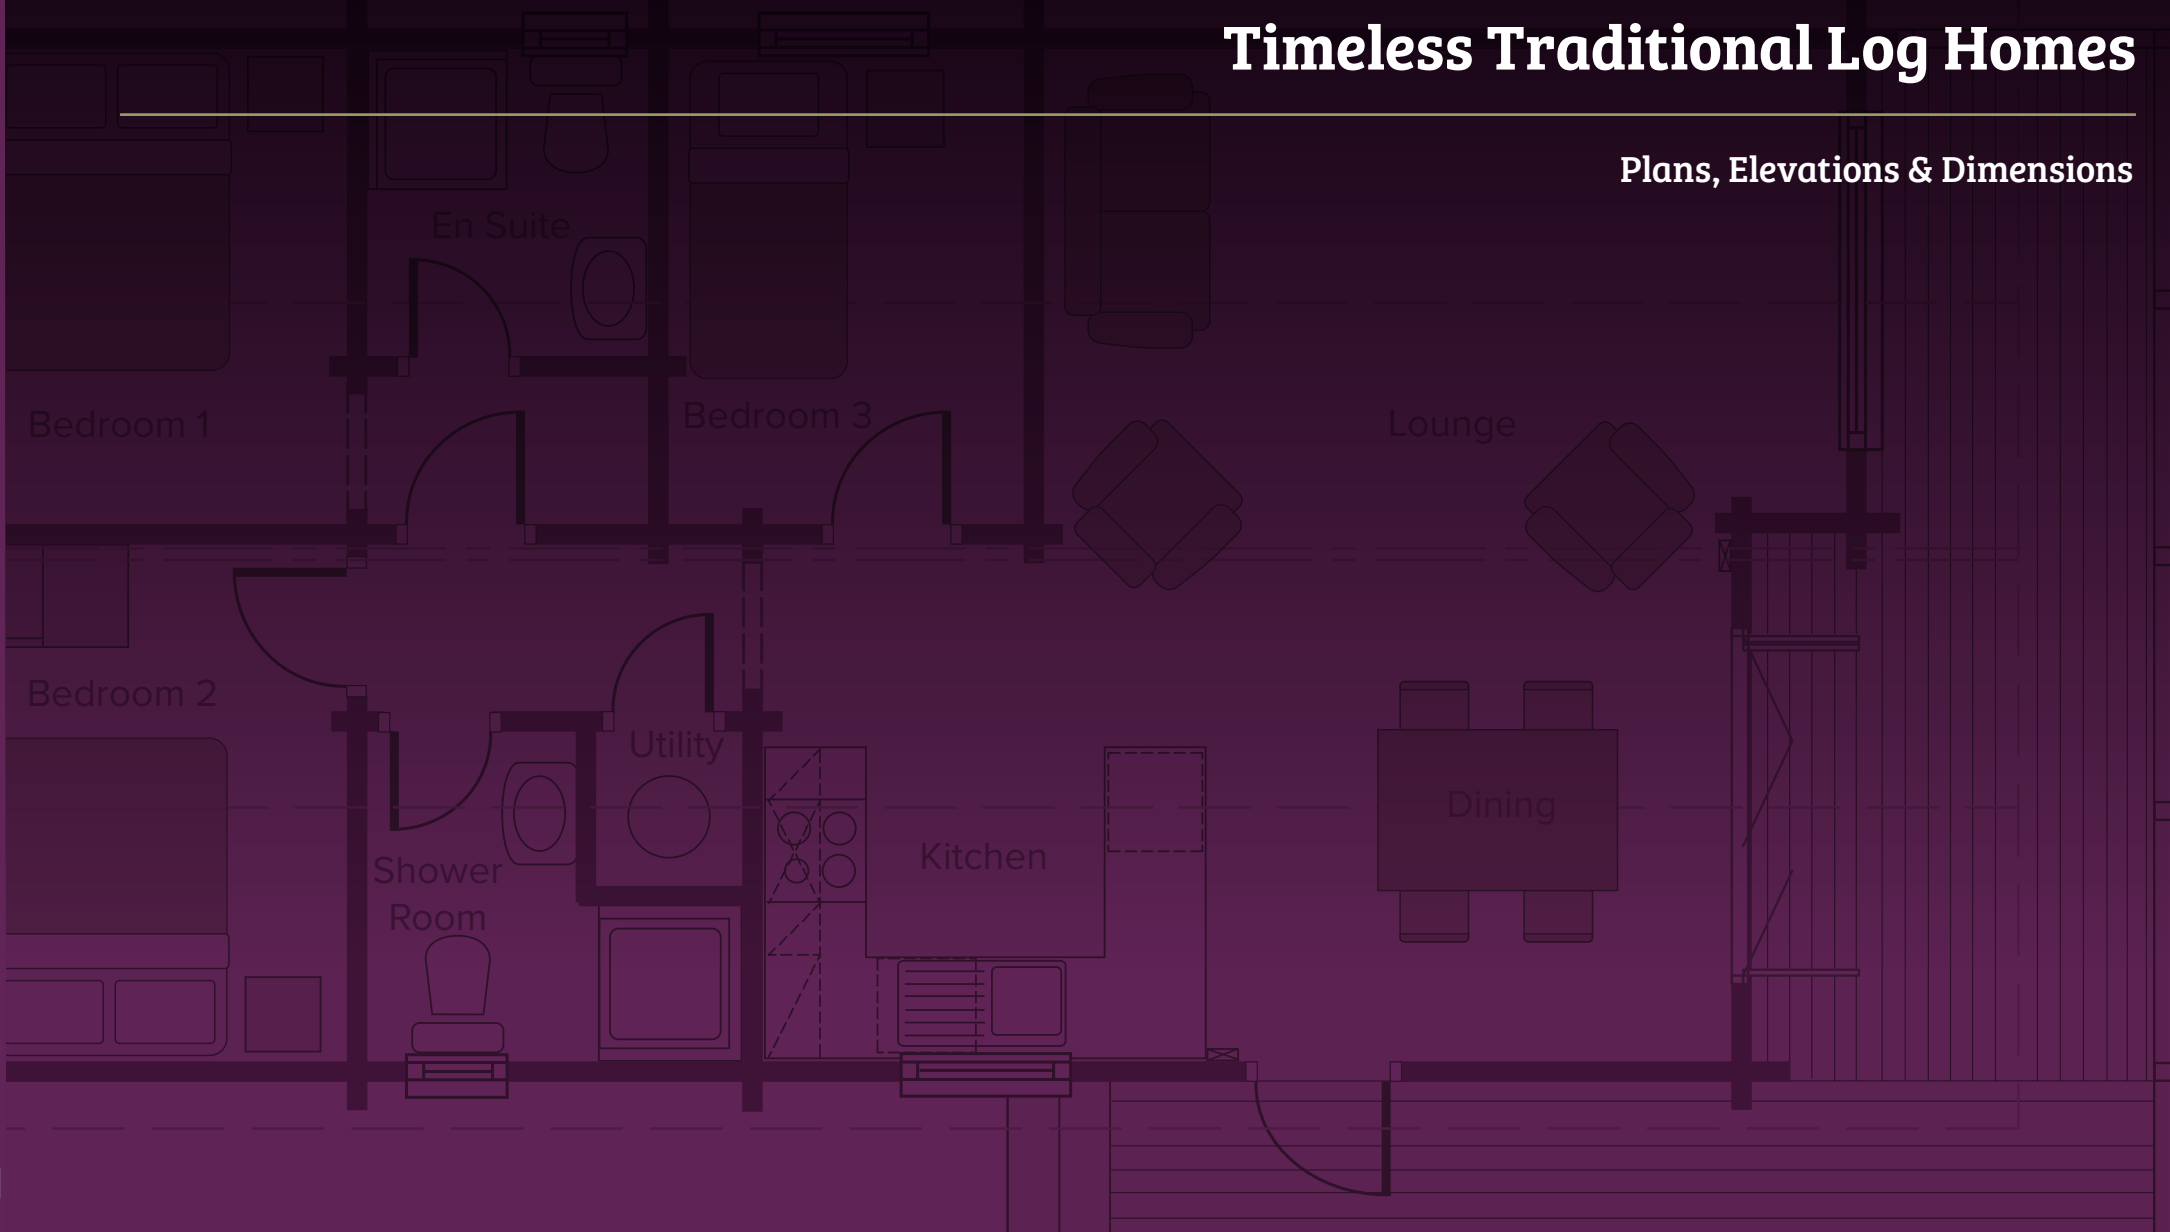 Timeless Traditional Log Homes
Plans, Elevations & Dimensions
En Suite
Bedroom 1
Bedroom 3
Lounge
Bedroom 2
Utility
Dining
Kitchen
Shower
Room